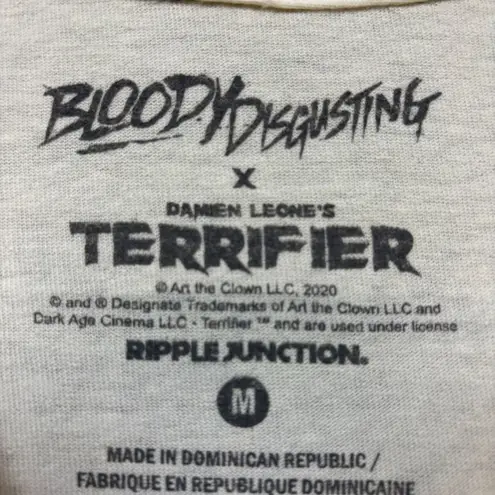 BLOODY DISGUSTING
X
DAMIEN LEONE'S
TERRIFIER
© Art the Clown LLC, 2020
© and ® Designate Trademarks of Art the Clown LLC and
Dark Age Cinema LLC - Terrifier ™ and are used under license
RIPPLE JUNCTION.
M
MADE IN DOMINICAN REPUBLIC /
FABRIQUE EN REPUBLIQUE DOMINICAINE